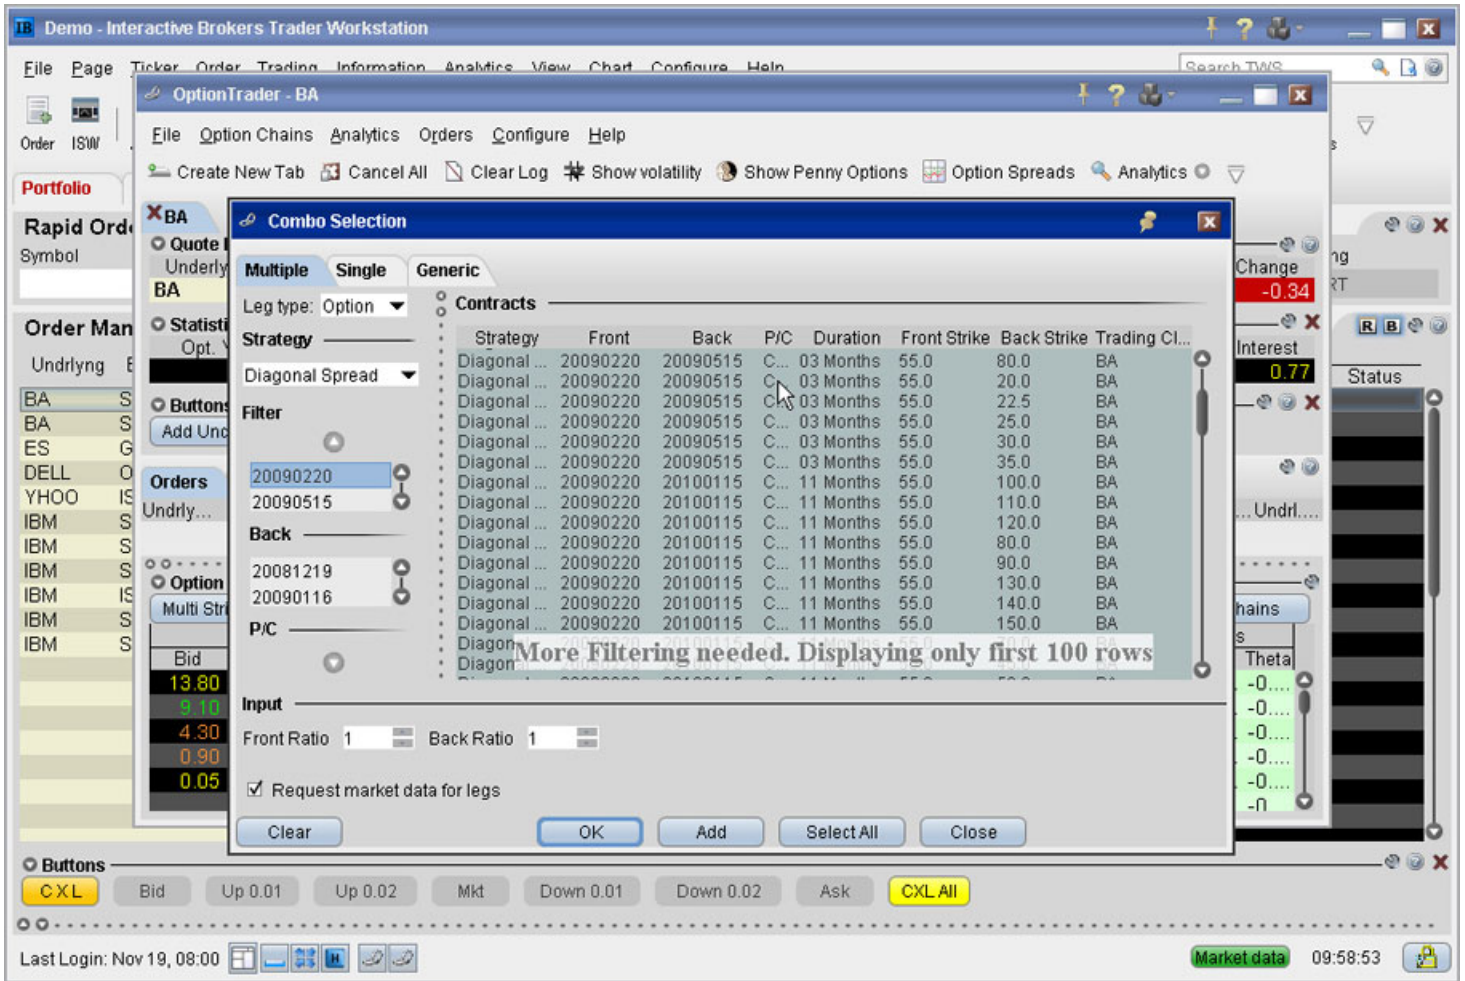 Demo - Interactive Brokers Trader Workstation
File Page Ticker Order Trading Information Analytics View Chart Configure Help
Search TWS
OptionTrader - BA
Order ISW
File Option Chains Analytics Orders Configure Help
Create New Tab Cancel All Clear Log Show volatility Show Penny Options Option Spreads Analytics
Portfolio
BA
Combo Selection
Rapid Orde
Symbol
Quote
Underly
BA
Change
-0.34
Multiple Single Generic
Leg type: Option
Contracts
Order Man
Undrlyng
Statisti
Opt.
Interest
0.77
R B
Status
Strategy
Diagonal Spread
Strategy Front Back P/C Duration Front Strike Back Strike Trading Cl...
Diagonal ... 20090220 20090515 C... 03 Months 55.0 80.0 BA
Diagonal ... 20090220 20090515 C... 03 Months 55.0 20.0 BA
Diagonal ... 20090220 20090515 C... 03 Months 55.0 22.5 BA
Diagonal ... 20090220 20090515 C... 03 Months 55.0 25.0 BA
Diagonal ... 20090220 20090515 C... 03 Months 55.0 30.0 BA
Diagonal ... 20090220 20090515 C... 03 Months 55.0 35.0 BA
Diagonal ... 20090220 20100115 C... 11 Months 55.0 100.0 BA
Diagonal ... 20090220 20100115 C... 11 Months 55.0 110.0 BA
Diagonal ... 20090220 20100115 C... 11 Months 55.0 120.0 BA
Diagonal ... 20090220 20100115 C... 11 Months 55.0 80.0 BA
Diagonal ... 20090220 20100115 C... 11 Months 55.0 90.0 BA
Diagonal ... 20090220 20100115 C... 11 Months 55.0 130.0 BA
Diagonal ... 20090220 20100115 C... 11 Months 55.0 140.0 BA
Diagonal ... 20090220 20100115 C... 11 Months 55.0 150.0 BA
More Filtering needed. Displaying only first 100 rows
Filter
20090220
20090515
Back
20081219
20090116
P/C
Input
Front Ratio 1 Back Ratio 1
Request market data for legs
Clear OK Add Select All Close
BA S
BA S
ES G
DELL O
YHOO IS
IBM S
IBM S
IBM S
IBM IS
IBM S
IBM S
Buttons
Add Unc
Orders
Undrly...
...Undrl....
Option
Multi Stri
hains
Bid
13.80
9.10
4.30
0.90
0.05
Theta
-0....
-0....
-0....
-0....
-0....
Buttons
CXL Bid Up 0.01 Up 0.02 Mkt Down 0.01 Down 0.02 Ask CXL All
Last Login: Nov 19, 08:00
Market data 09:58:53